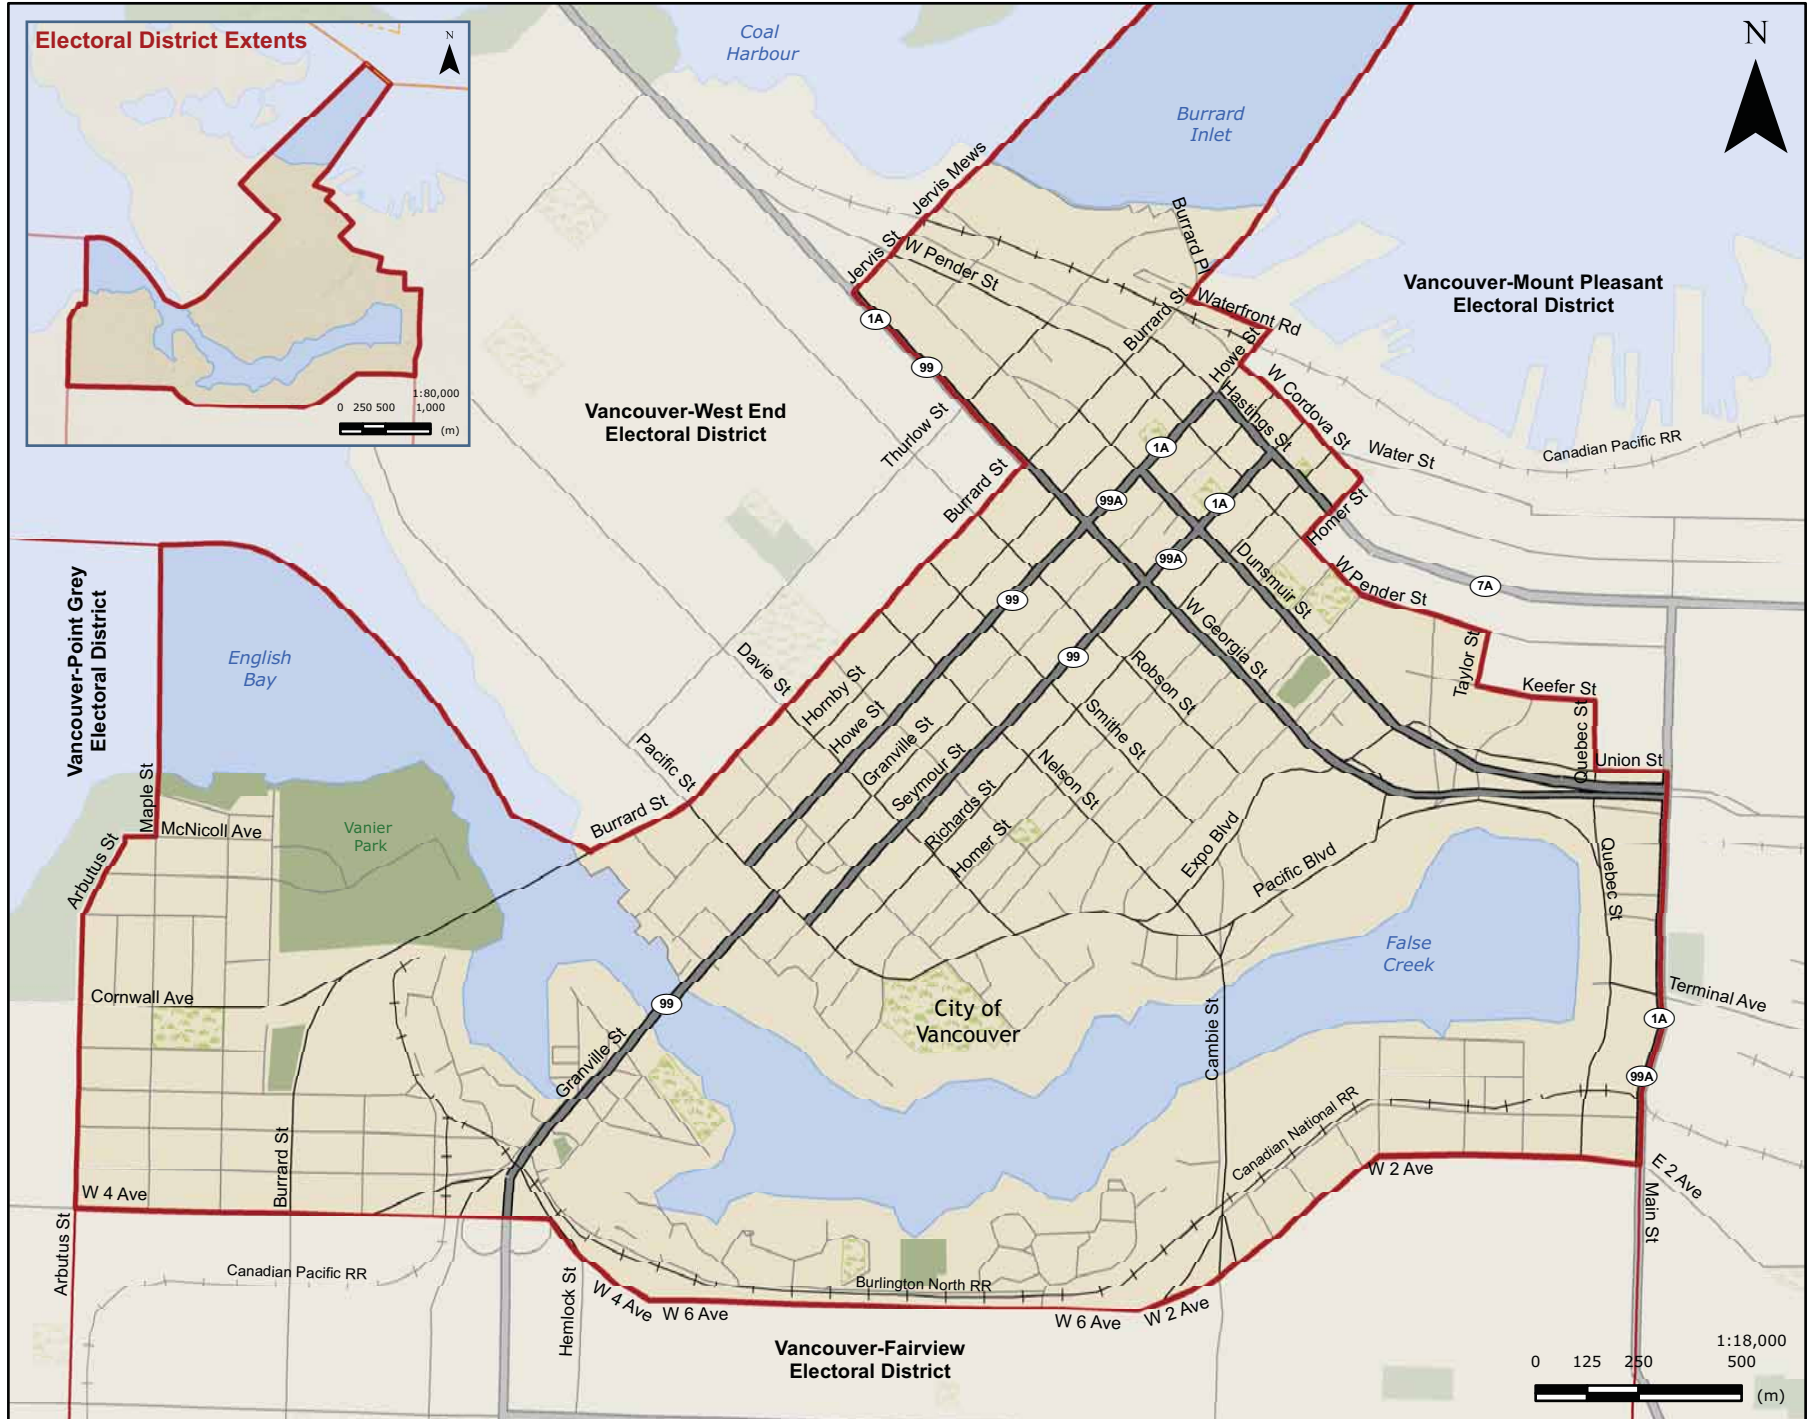 Electoral District Extents
N
1:80,000
0 250 500 1,000
(m)
N
Coal
Harbour
Burrard
Inlet
Jervis Mews
Jervis St
W Pender St
Burrard Pl
Waterfront Rd
Burrard St
Howe St
Hastings St
W Cordova St
Water St
Canadian Pacific RR
Vancouver-Mount Pleasant
Electoral District
1A
99
Vancouver-West End
Electoral District
Thurlow St
Burrard St
1A
99A
1A
99A
Homer St
W Pender St
7A
Dunsmuir St
W Georgia St
99
99
Taylor St
Keefer St
Quebec St
Union St
Vancouver-Point Grey
Electoral District
English
Bay
Davie St
Hornby St
Howe St
Granville St
Seymour St
Robson St
Smithe St
Nelson St
Richards St
Homer St
Pacific St
Burrard St
Expo Blvd
Pacific Blvd
Quebec St
Maple St
McNicoll Ave
Arbutus St
Vanier
Park
Cornwall Ave
99
Granville St
City of
Vancouver
False
Creek
Cambie St
Terminal Ave
1A
99A
Canadian National RR
W 2 Ave
E 2 Ave
Main St
Burrard St
W 4 Ave
Arbutus St
Canadian Pacific RR
Hemlock St
W 4 Ave
W 6 Ave
Burlington North RR
W 6 Ave
W 2 Ave
Vancouver-Fairview
Electoral District
1:18,000
0 125 250 500
(m)